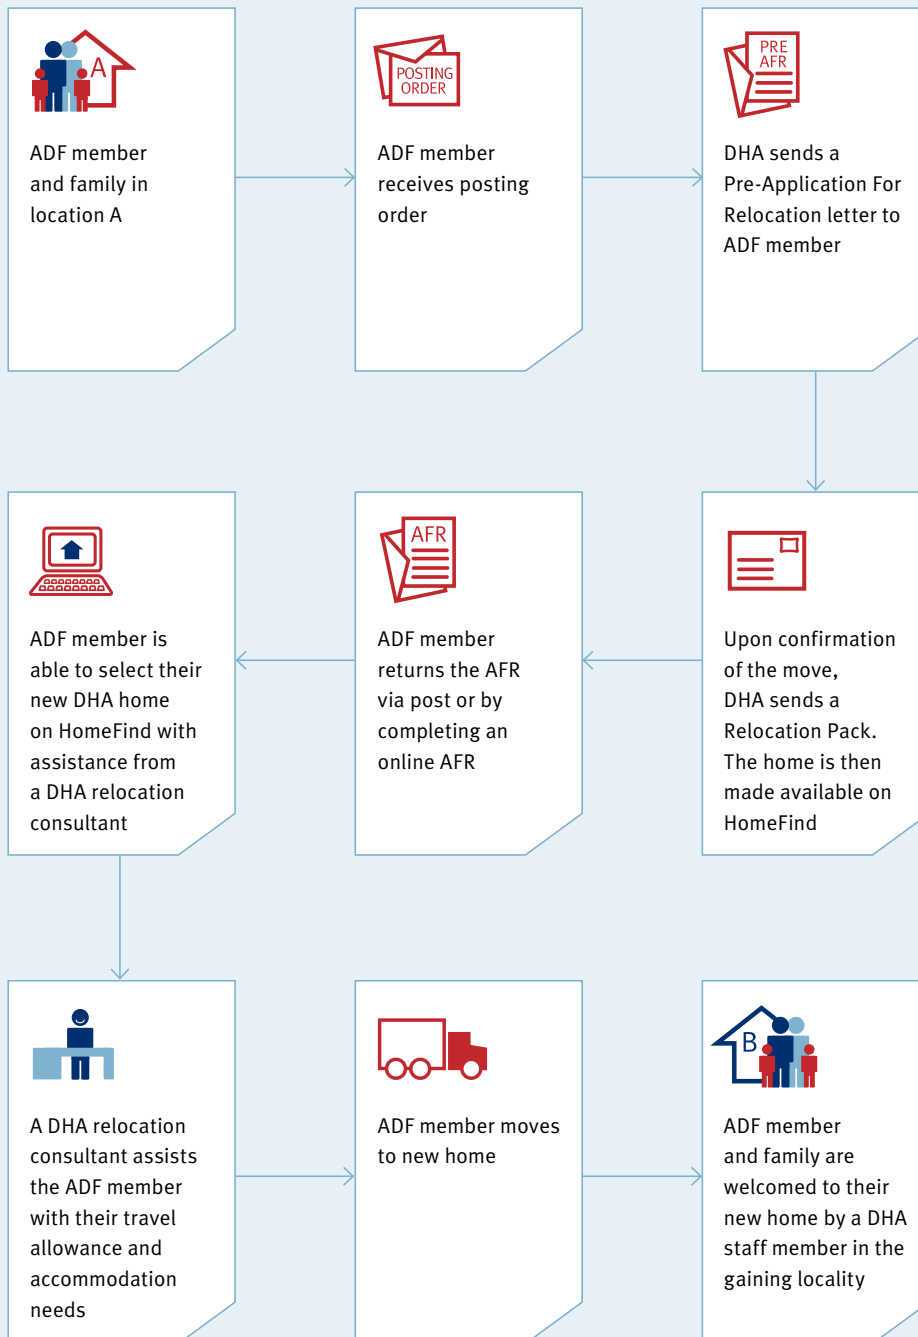 A
ADF member
and family in
location A
POSTING
ORDER
ADF member
receives posting
order
PRE
AFR
DHA sends a
Pre-Application For
Relocation letter to
ADF member
Upon confirmation
of the move,
DHA sends a
Relocation Pack.
The home is then
made available on
HomeFind
AFR
ADF member
returns the AFR
via post or by
completing an
online AFR
ADF member is
able to select their
new DHA home
on HomeFind with
assistance from
a DHA relocation
consultant
A DHA relocation
consultant assists
the ADF member
with their travel
allowance and
accommodation
needs
ADF member moves
to new home
B
ADF member
and family are
welcomed to their
new home by a DHA
staff member in the
gaining locality